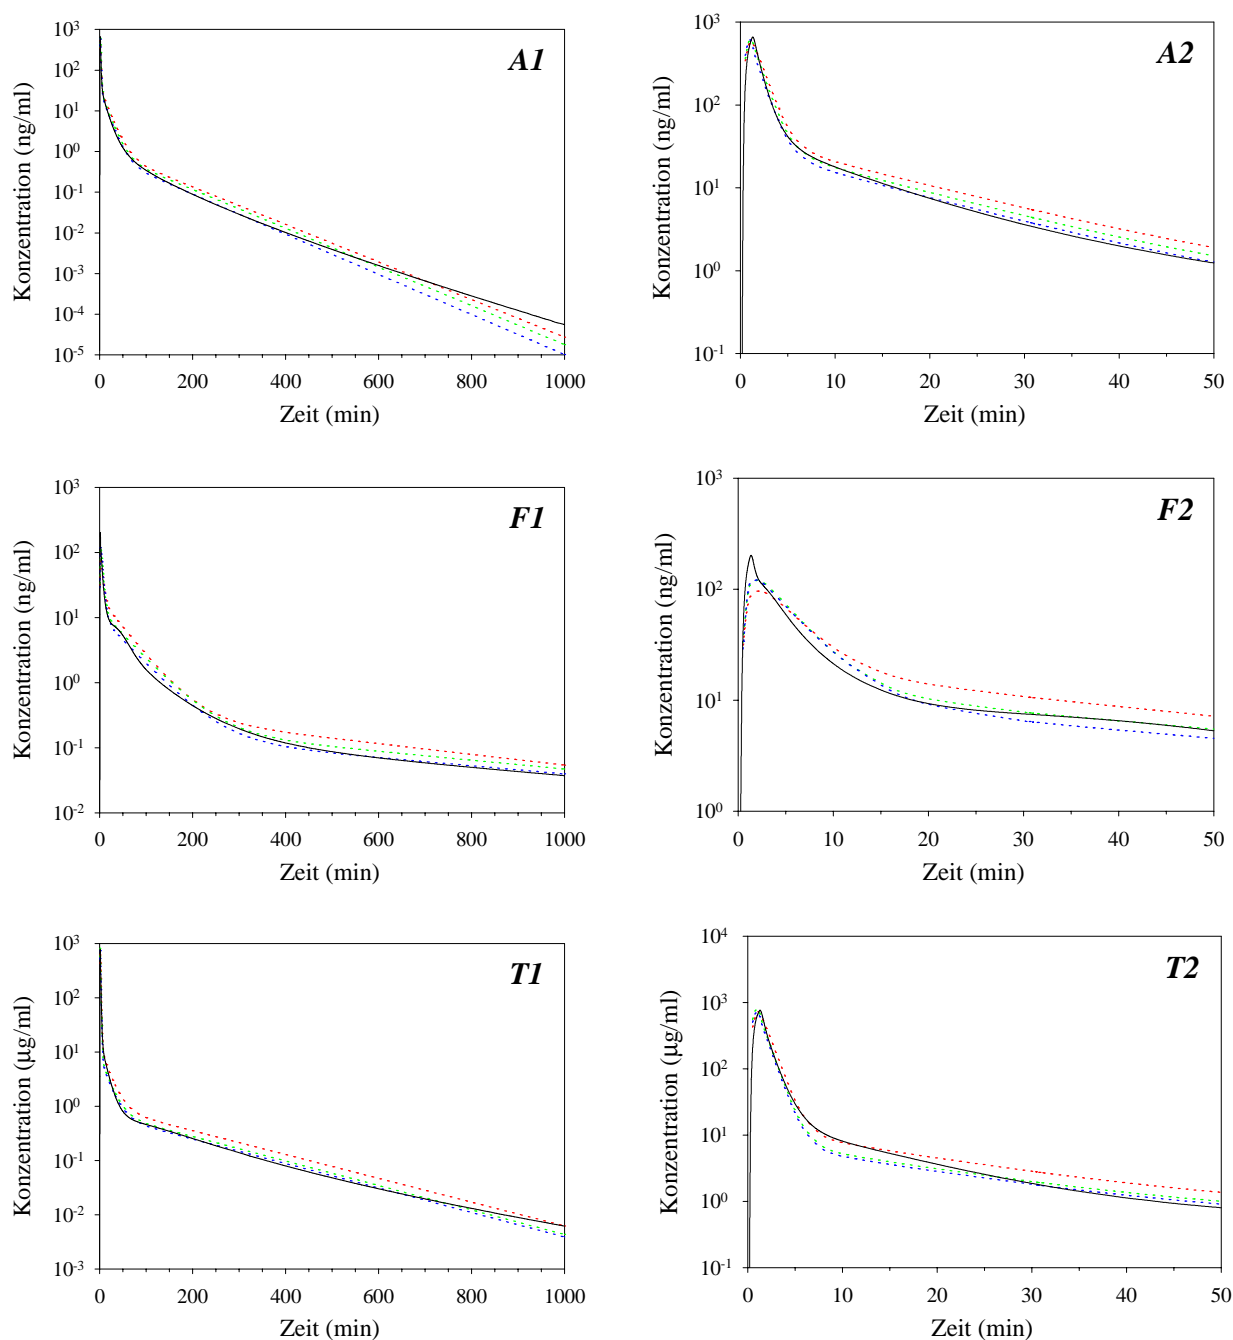 10³
10²
10¹
10⁰
10⁻¹
10⁻²
10⁻³
10⁻⁴
10⁻⁵
Konzentration (ng/ml)
A1
0 200 400 600 800 1000
Zeit (min)
10³
10²
10¹
10⁰
10⁻¹
Konzentration (ng/ml)
A2
0 10 20 30 40 50
Zeit (min)
10³
10²
10¹
10⁰
10⁻¹
10⁻²
Konzentration (ng/ml)
F1
0 200 400 600 800 1000
Zeit (min)
10³
10²
10¹
10⁰
Konzentration (ng/ml)
F2
0 10 20 30 40 50
Zeit (min)
10³
10²
10¹
10⁰
10⁻¹
10⁻²
10⁻³
Konzentration (μg/ml)
T1
0 200 400 600 800 1000
Zeit (min)
10⁴
10³
10²
10¹
10⁰
10⁻¹
Konzentration (μg/ml)
T2
0 10 20 30 40 50
Zeit (min)